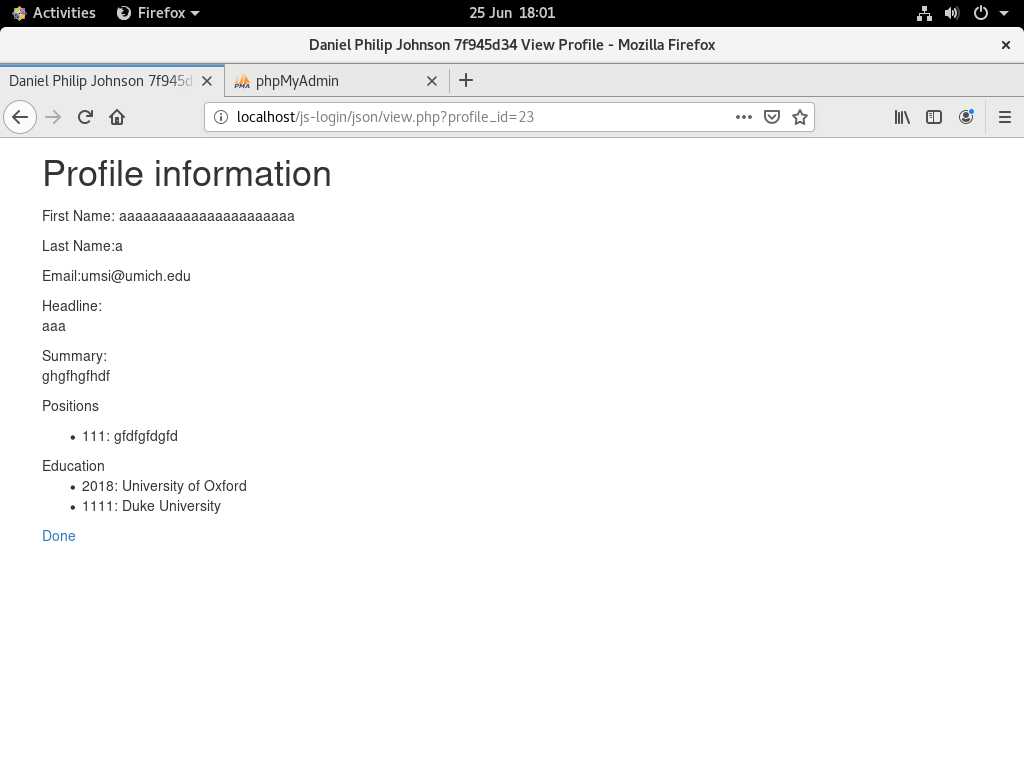 Activities Firefox 25 Jun 18:01
Daniel Philip Johnson 7f945d34 View Profile - Mozilla Firefox
Daniel Philip Johnson 7f945d phpMyAdmin
localhost/js-login/json/view.php?profile_id=23
Profile information
First Name: aaaaaaaaaaaaaaaaaaaaaa
Last Name:a
Email:umsi@umich.edu
Headline:
aaa
Summary:
ghgfhgfhdf
Positions
• 111: gfdfgfdgfd
Education
• 2018: University of Oxford
• 1111: Duke University
Done